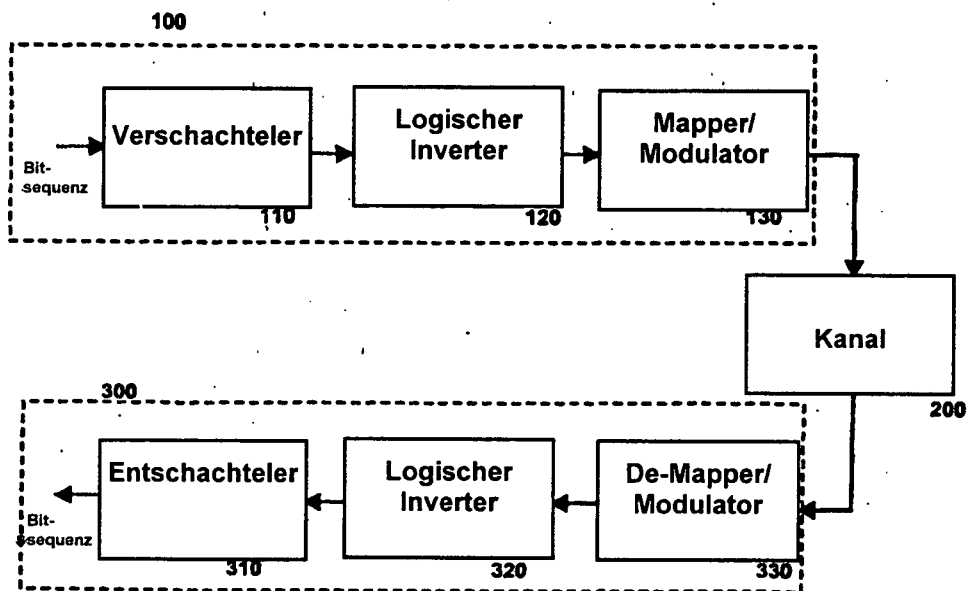 100
Verschachteler
Logischer
Inverter
Mapper/
Modulator
Bit-
sequenz
110
120
130
Kanal
200
300
Entschachteler
Logischer
Inverter
De-Mapper/
Modulator
Bit-
sequenz
310
320
330